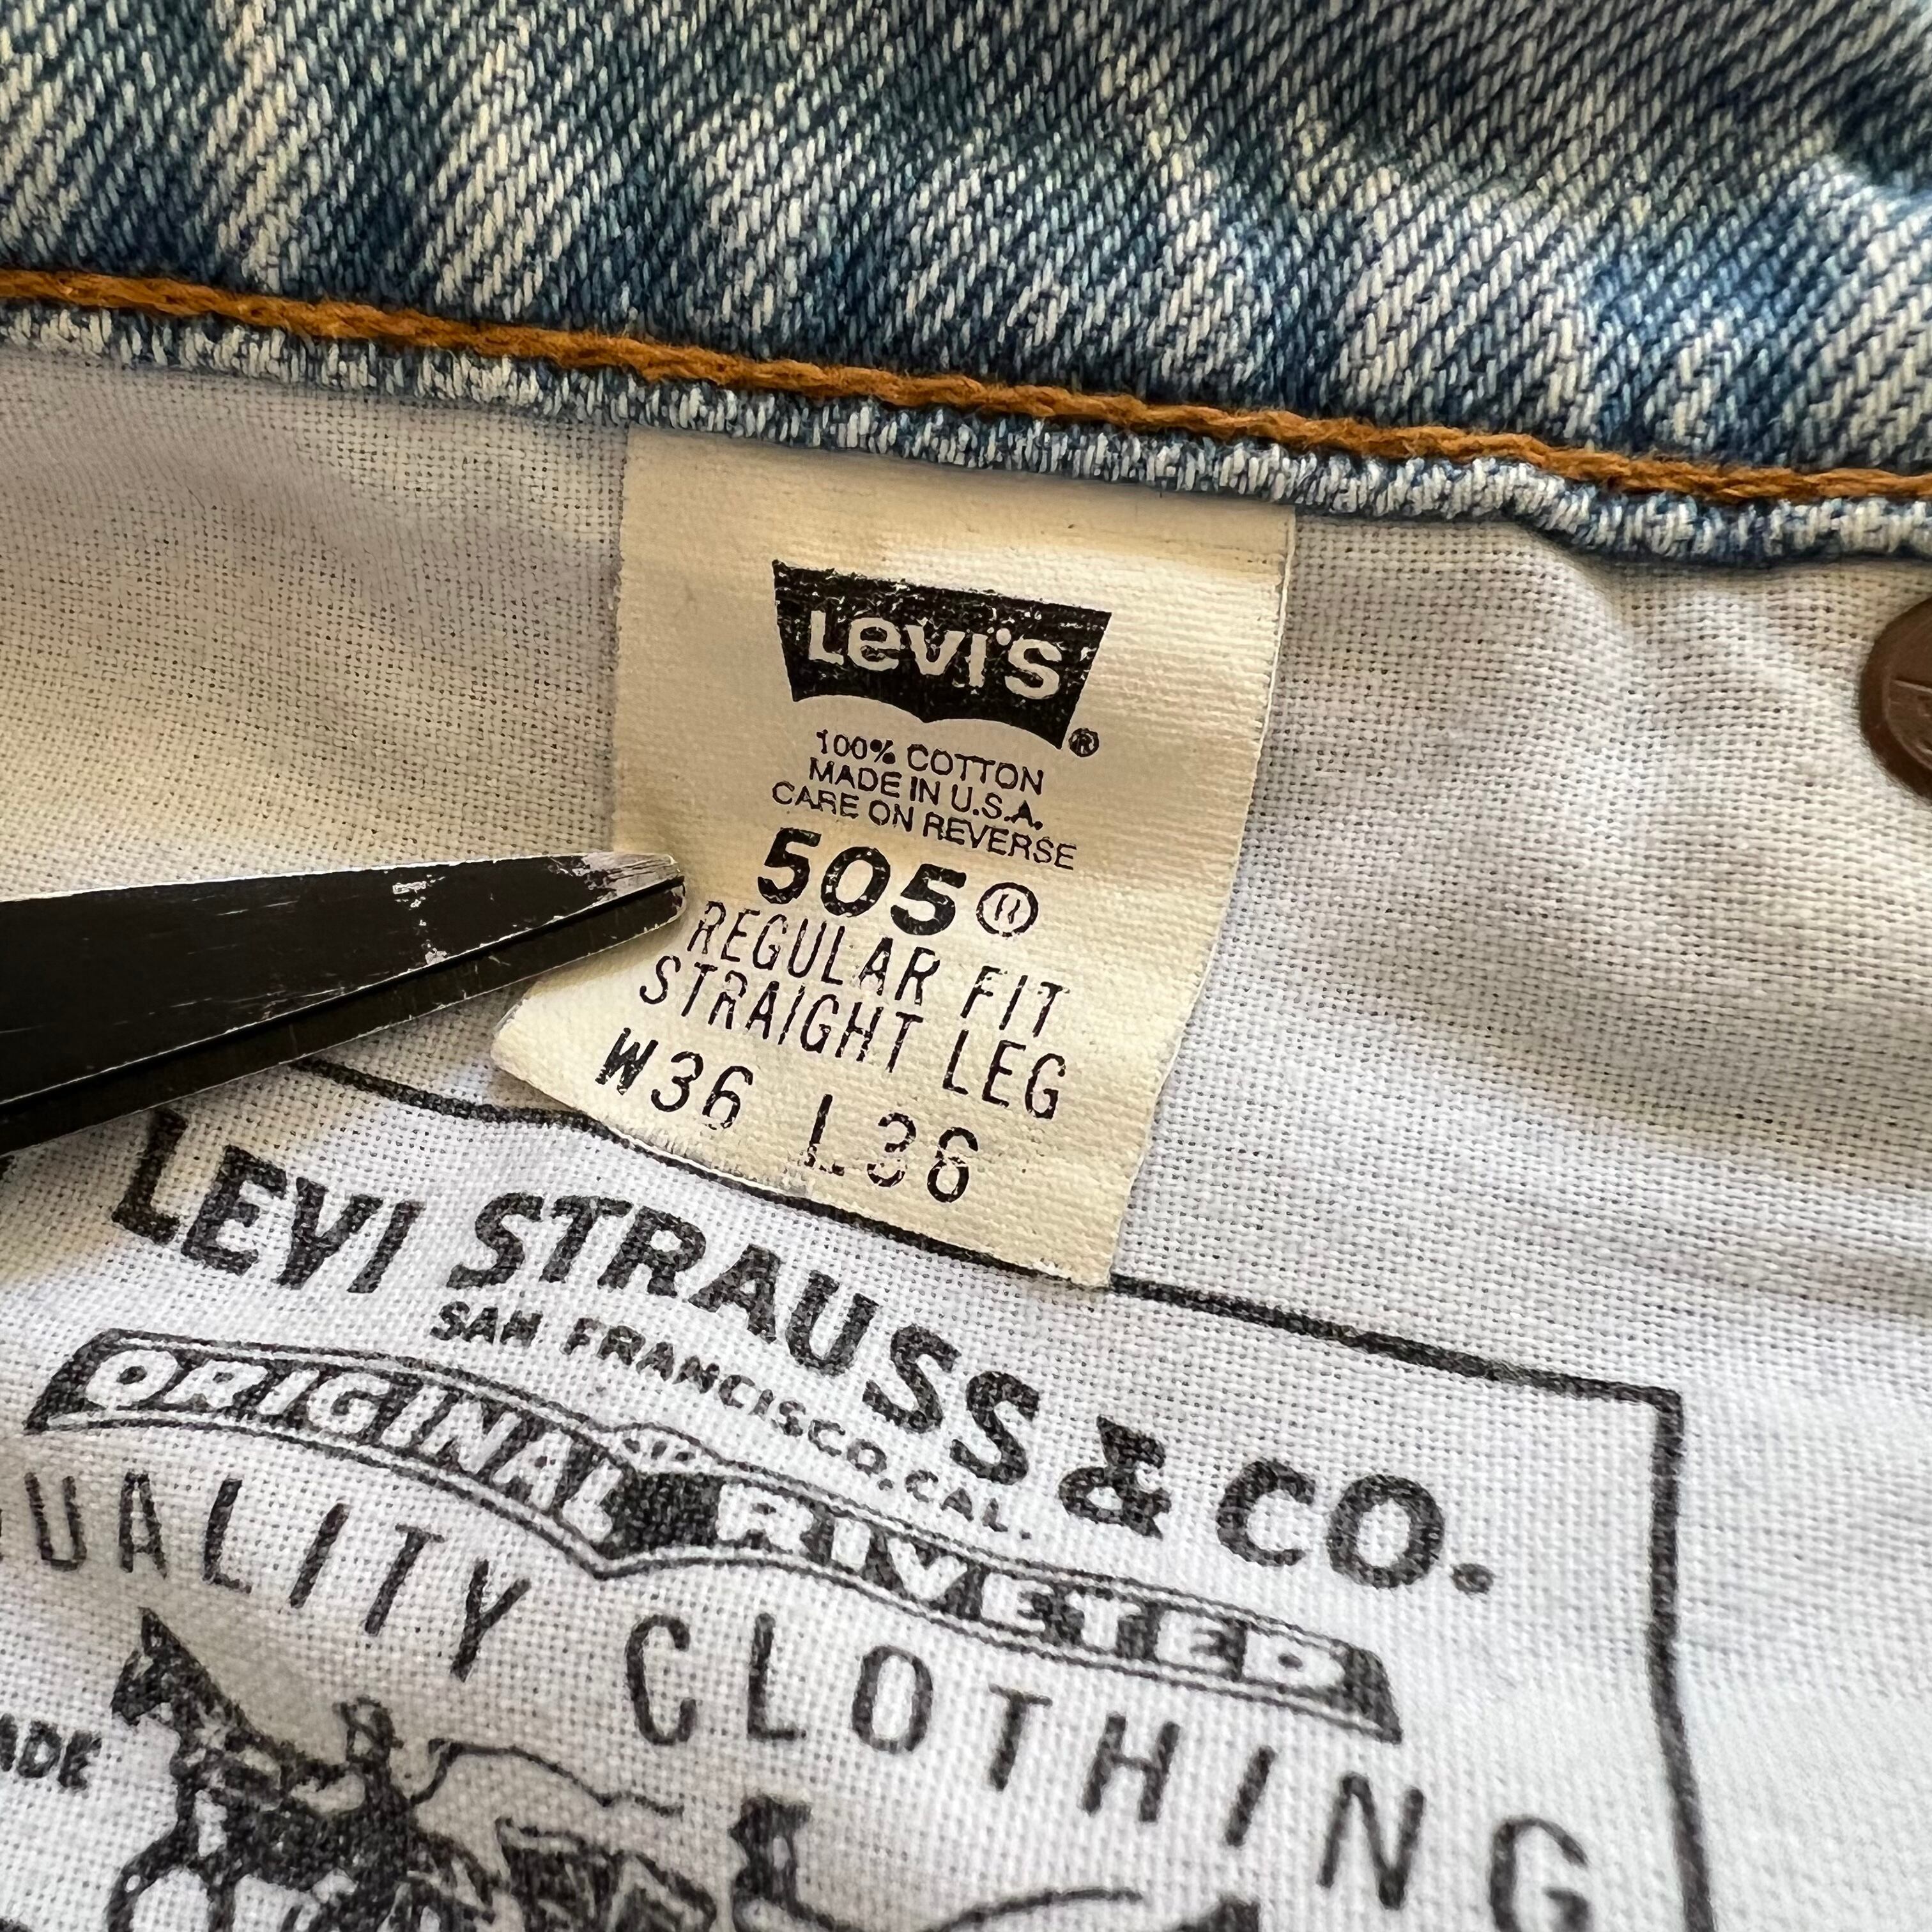 Levi's®
100% COTTON
MADE IN U.S.A.
CARE ON REVERSE
505®
REGULAR FIT
STRAIGHT LEG
W36 L36
LEVI STRAUSS & CO.
SAN FRANCISCO, CAL.
ORIGINAL RIVETED
QUALITY CLOTHING